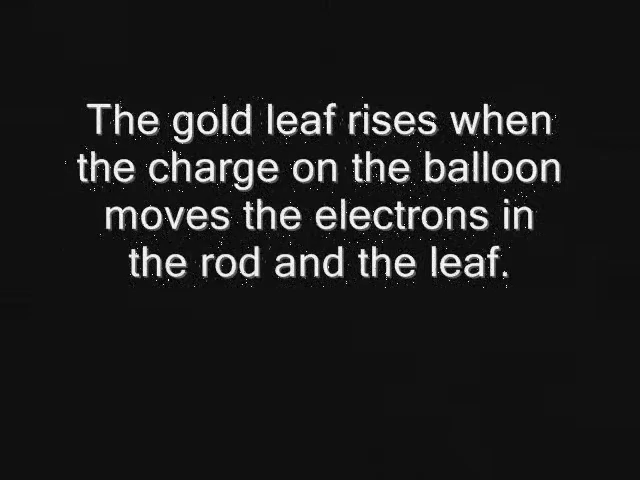 The gold leaf rises when
the charge on the balloon
moves the electrons in
the rod and the leaf.